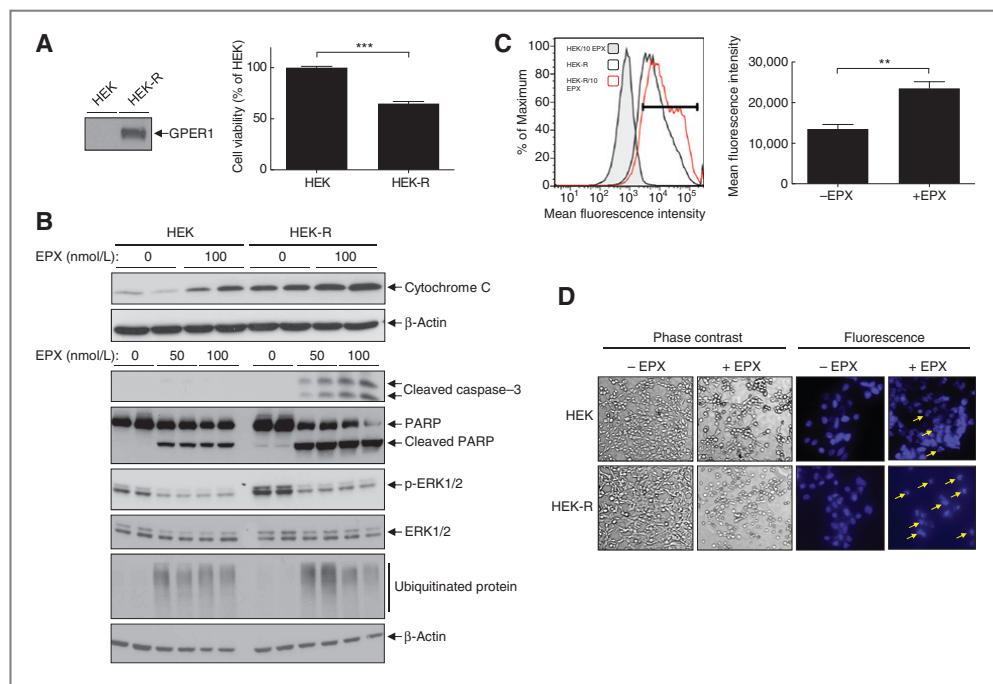 A
HEK
HEK-R
GPER1
Cell viability (% of HEK)
100
50
0
***
HEK
HEK-R
B
HEK
HEK-R
EPX (nmol/L)
0
100
0
100
Cytochrome C
β-Actin
EPX (nmol/L)
0
50
100
0
50
100
Cleaved caspase–3
PARP
Cleaved PARP
p-ERK1/2
ERK1/2
Ubiquitinated protein
β-Actin
C
% of Maximum
100
80
60
40
20
0
HEK/10 EPX
HEK-R
HEK-R/10
EPX
10¹
10²
10³
10⁴
10⁵
Mean fluorescence intensity
Mean fluorescence intensity
30,000
20,000
10,000
0
**
–EPX
+EPX
D
Phase contrast
Fluorescence
– EPX
+ EPX
– EPX
+ EPX
HEK
HEK-R